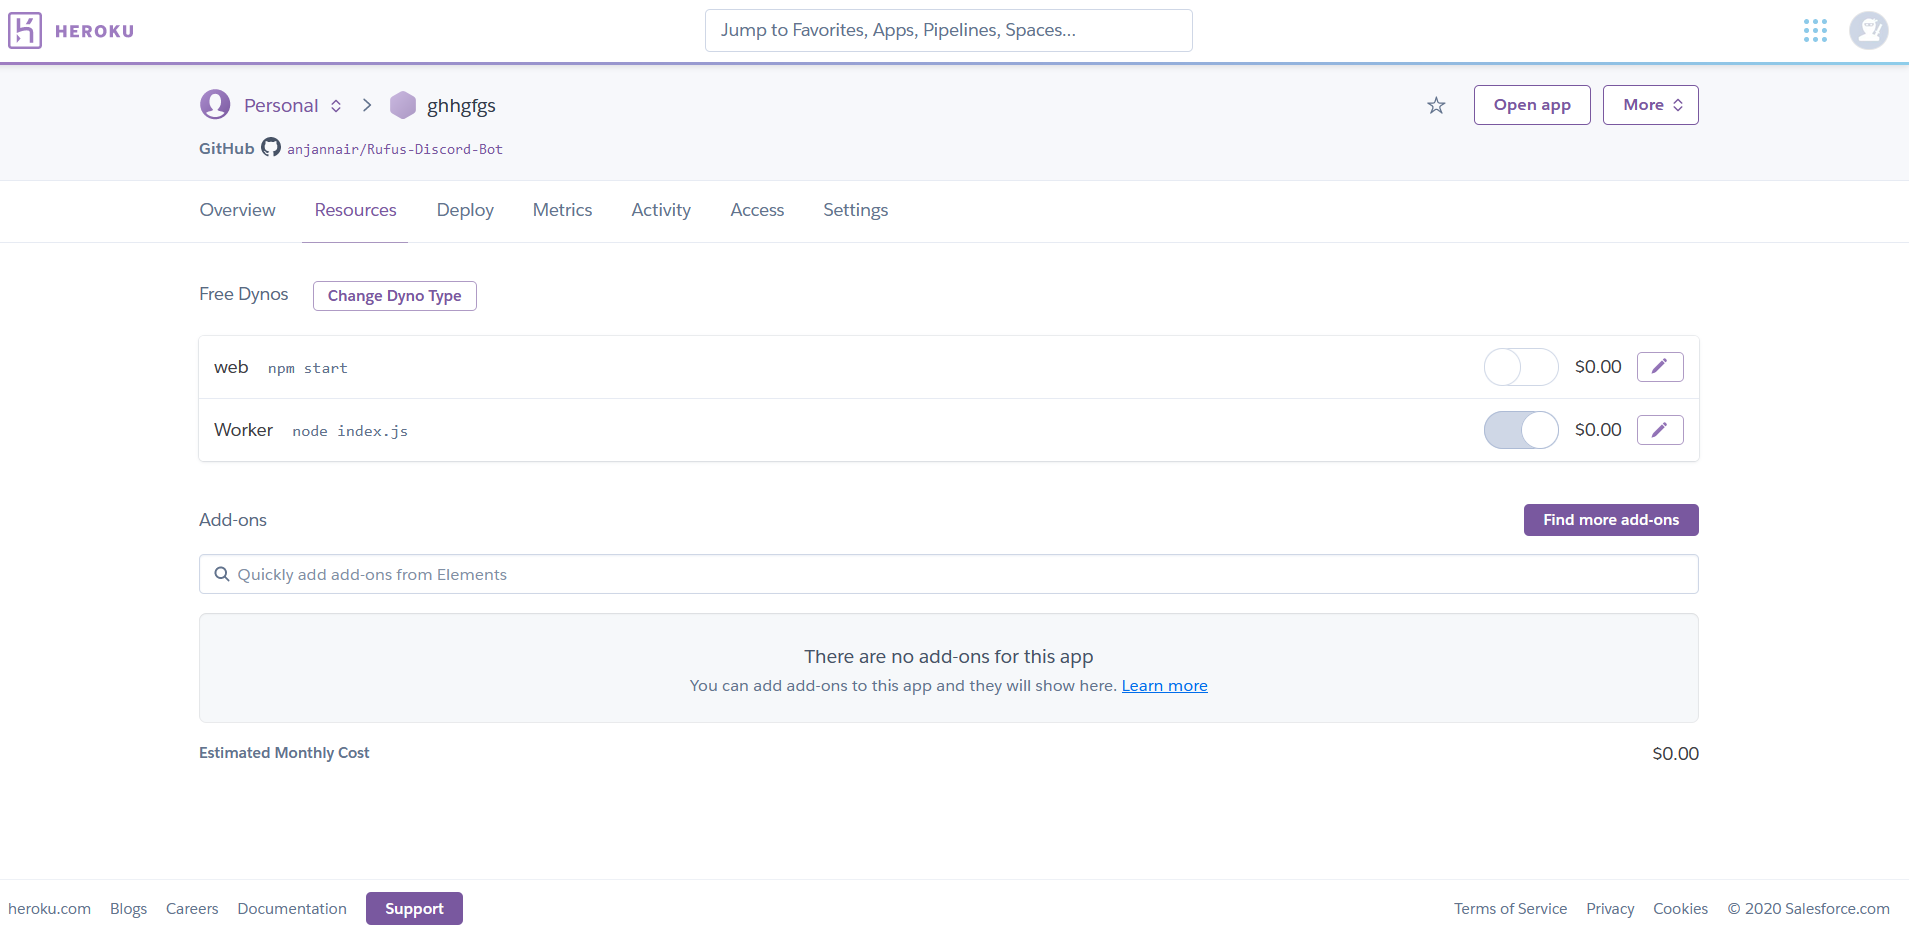 HEROKU
Jump to Favorites, Apps, Pipelines, Spaces...
Personal ghhgfgs
Open app More
GitHub anjannair/Rufus-Discord-Bot
Overview Resources Deploy Metrics Activity Access Settings
Free Dynos Change Dyno Type
web npm start $0.00
Worker node index.js $0.00
Add-ons Find more add-ons
Quickly add add-ons from Elements
There are no add-ons for this app
You can add add-ons to this app and they will show here. Learn more
Estimated Monthly Cost $0.00
heroku.com Blogs Careers Documentation Support Terms of Service Privacy Cookies © 2020 Salesforce.com